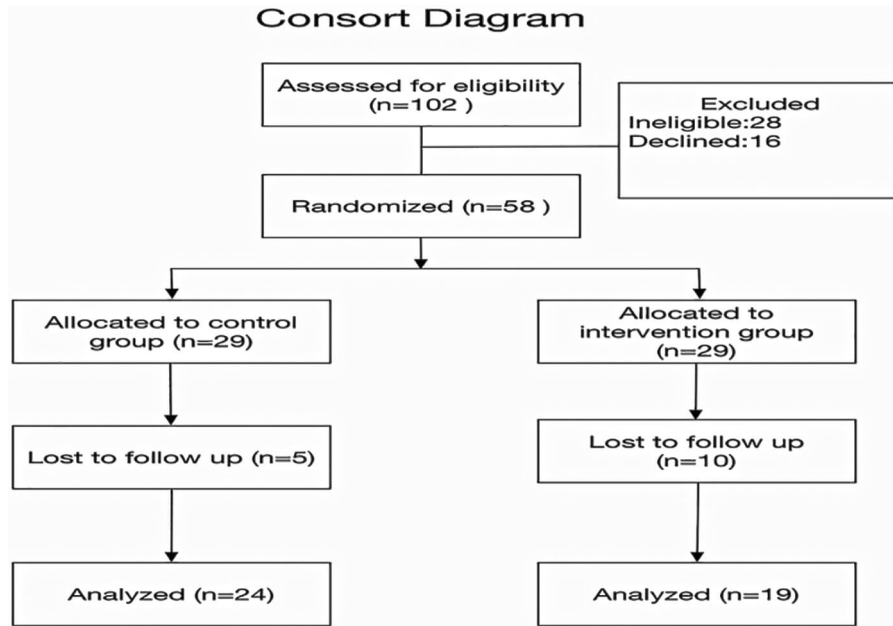 Consort Diagram
Assessed for eligibility
(n=102 )
Excluded
Ineligible:28
Declined:16
Randomized (n=58 )
Allocated to control
group (n=29)
Allocated to
intervention group
(n=29)
Lost to follow up (n=5)
Lost to follow up
(n=10)
Analyzed (n=24)
Analyzed (n=19)